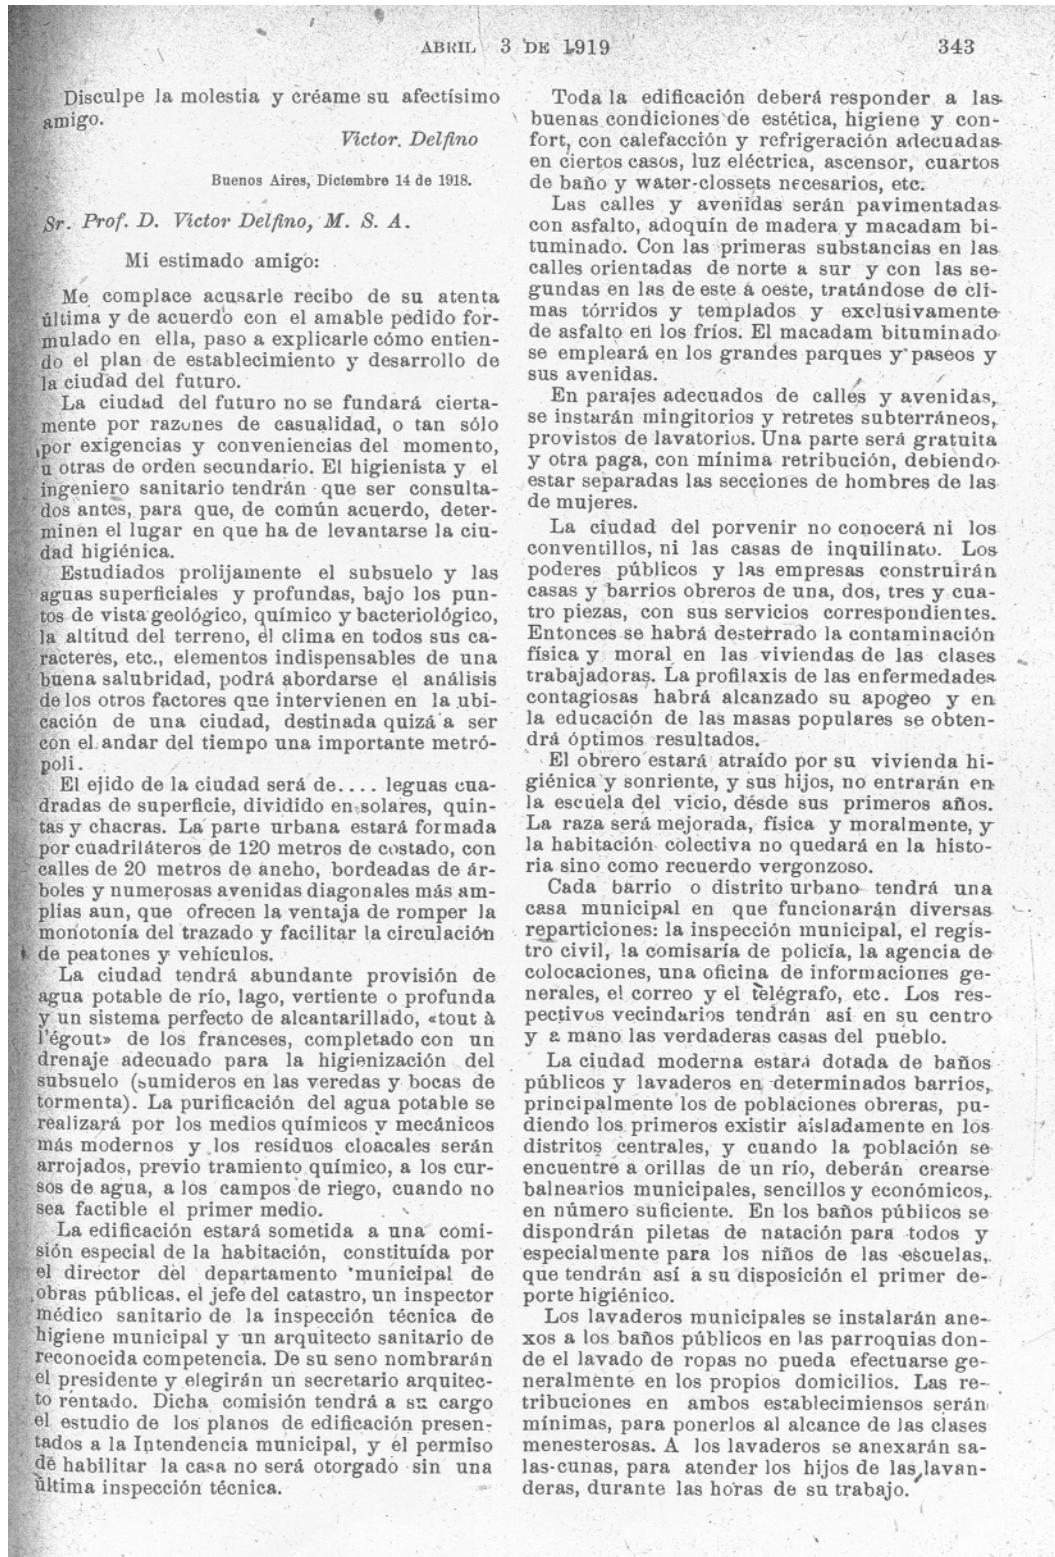 ABRIL 3 DE 1919
343
Disculpe la molestia y créame su afectísimo
amigo.
Victor. Delfino
Buenos Aires, Diciembre 14 de 1918.
Sr. Prof. D. Victor Delfino, M. S. A.
Mi estimado amigo:
Me complace acusarle recibo de su atenta
última y de acuerdo con el amable pedido for-
mulado en ella, paso a explicarle cómo entien-
do el plan de establecimiento y desarrollo de
la ciudad del futuro.
La ciudad del futuro no se fundará cierta-
mente por razones de casualidad, o tan sólo
por exigencias y conveniencias del momento,
u otras de orden secundario. El higienista y el
ingeniero sanitario tendrán que ser consulta-
dos antes, para que, de común acuerdo, deter-
minen el lugar en que ha de levantarse la ciu-
dad higiénica.
Estudiados prolijamente el subsuelo y las
aguas superficiales y profundas, bajo los pun-
tos de vista geológico, químico y bacteriológico,
la altitud del terreno, el clima en todos sus ca-
racteres, etc., elementos indispensables de una
buena salubridad, podrá abordarse el análisis
de los otros factores que intervienen en la ubi-
cación de una ciudad, destinada quizá a ser
con el andar del tiempo una importante metró-
poli.
El ejido de la ciudad será de.... leguas cua-
dradas de superficie, dividido en solares, quin-
tas y chacras. La parte urbana estará formada
por cuadriláteros de 120 metros de costado, con
calles de 20 metros de ancho, bordeadas de ár-
boles y numerosas avenidas diagonales más am-
plias aun, que ofrecen la ventaja de romper la
monotonía del trazado y facilitar la circulación
de peatones y vehículos.
La ciudad tendrá abundante provisión de
agua potable de río, lago, vertiente o profunda
y un sistema perfecto de alcantarillado, «tout à
l'égout» de los franceses, completado con un
drenaje adecuado para la higienización del
subsuelo (sumideros en las veredas y bocas de
tormenta). La purificación del agua potable se
realizará por los medios químicos y mecánicos
más modernos y los residuos cloacales serán
arrojados, previo tramiento químico, a los cur-
sos de agua, a los campos de riego, cuando no
sea factible el primer medio.
La edificación estará sometida a una comi-
sión especial de la habitación, constituída por
el director del departamento municipal de
obras públicas, el jefe del catastro, un inspector
médico sanitario de la inspección técnica de
higiene municipal y un arquitecto sanitario de
reconocida competencia. De su seno nombrarán
el presidente y elegirán un secretario arquitec-
to rentado. Dicha comisión tendrá a su cargo
el estudio de los planos de edificación presen-
tados a la Intendencia municipal, y el permiso
de habilitar la casa no será otorgado sin una
última inspección técnica.
Toda la edificación deberá responder a las
buenas condiciones de estética, higiene y con-
fort, con calefacción y refrigeración adecuadas
en ciertos casos, luz eléctrica, ascensor, cuartos
de baño y water-clossets necesarios, etc.
Las calles y avenidas serán pavimentadas
con asfalto, adoquín de madera y macadam bi-
tuminado. Con las primeras substancias en las
calles orientadas de norte a sur y con las se-
gundas en las de este a oeste, tratándose de cli-
mas tórridos y templados y exclusivamente
de asfalto en los fríos. El macadam bituminado
se empleará en los grandes parques y paseos y
sus avenidas.
En parajes adecuados de calles y avenidas,
se instarán mingitorios y retretes subterráneos,
provistos de lavatorios. Una parte será gratuita
y otra paga, con mínima retribución, debiendo
estar separadas las secciones de hombres de las
de mujeres.
La ciudad del porvenir no conocerá ni los
conventillos, ni las casas de inquilinato. Los
poderes públicos y las empresas construirán
casas y barrios obreros de una, dos, tres y cua-
tro piezas, con sus servicios correspondientes.
Entonces se habrá desterrado la contaminación
física y moral en las viviendas de las clases
trabajadoras. La profilaxis de las enfermedades
contagiosas habrá alcanzado su apogeo y en
la educación de las masas populares se obten-
drá óptimos resultados.
El obrero estará atraído por su vivienda hi-
giénica y sonriente, y sus hijos, no entrarán en
la escuela del vicio, désde sus primeros años.
La raza será mejorada, física y moralmente, y
la habitación colectiva no quedará en la histo-
ria sino como recuerdo vergonzoso.
Cada barrio o distrito urbano tendrá una
casa municipal en que funcionarán diversas
reparticiones: la inspección municipal, el regis-
tro civil, la comisaría de policía, la agencia de
colocaciones, una oficina de informaciones ge-
nerales, el correo y el telégrafo, etc. Los res-
pectivos vecindarios tendrán así en su centro
y a mano las verdaderas casas del pueblo.
La ciudad moderna estará dotada de baños
públicos y lavaderos en determinados barrios,
principalmente los de poblaciones obreras, pu-
diendo los primeros existir aisladamente en los
distritos centrales, y cuando la población se
encuentre a orillas de un río, deberán crearse
balnearios municipales, sencillos y económicos,
en número suficiente. En los baños públicos se
dispondrán piletas de natación para todos y
especialmente para los niños de las escuelas,
que tendrán así a su disposición el primer de-
porte higiénico.
Los lavaderos municipales se instalarán ane-
xos a los baños públicos en las parroquias don-
de el lavado de ropas no pueda efectuarse ge-
neralmente en los propios domicilios. Las re-
tribuciones en ambos establecimiensos serán
mínimas, para ponerlos al alcance de las clases
menesterosas. A los lavaderos se anexarán sa-
las-cunas, para atender los hijos de las lavan-
deras, durante las horas de su trabajo.